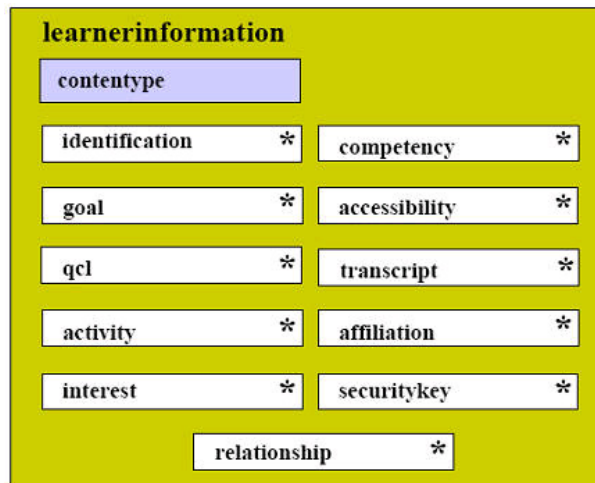 learnerinformation
contentype
identification *
competency *
goal *
accessibility *
qcl *
transcript *
activity *
affiliation *
interest *
securitykey *
relationship *